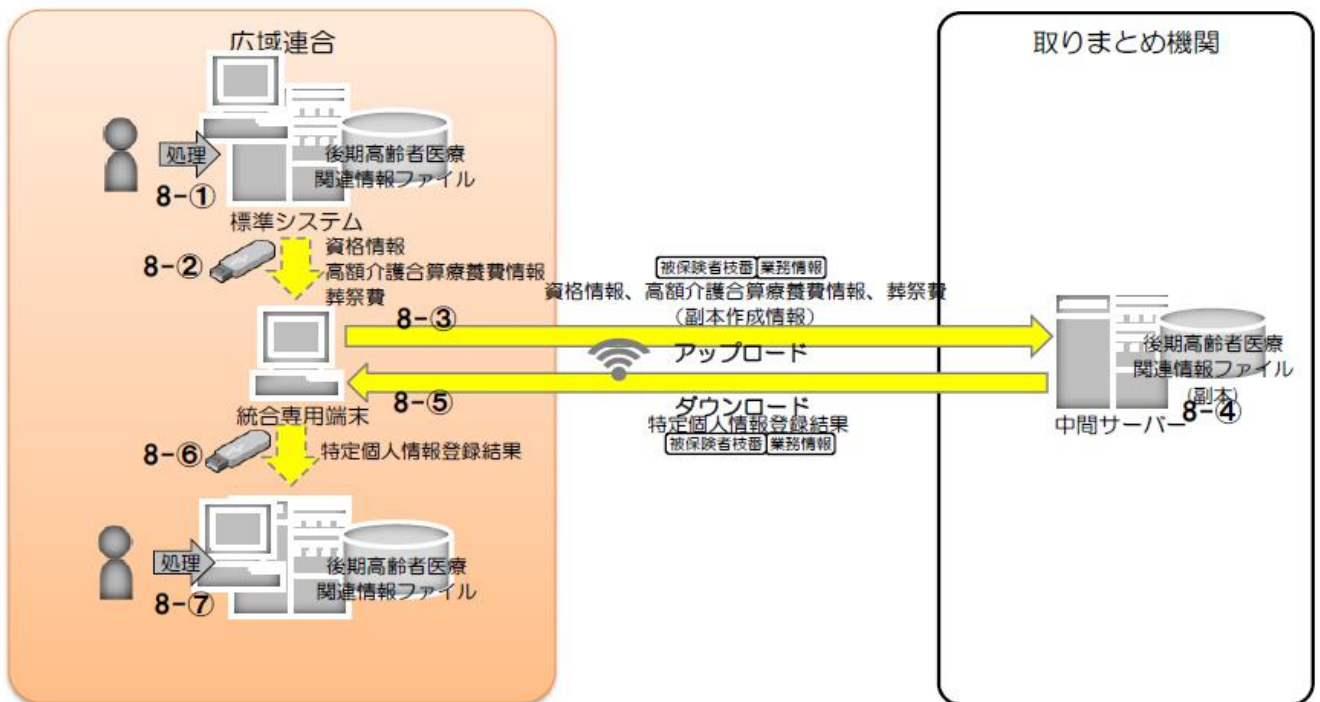 広域連合
処理
8-①
後期高齢者医療
関連情報ファイル
標準システム
8-②
資格情報
高額介護合算療養費情報
葬祭費
8-③
被保険者枝番 業務情報
資格情報、高額介護合算療養費情報、葬祭費
（副本作成情報）
アップロード
統合専用端末
8-⑤
ダウンロード
特定個人情報登録結果
被保険者枝番 業務情報
8-⑥
特定個人情報登録結果
処理
8-⑦
後期高齢者医療
関連情報ファイル
取りまとめ機関
後期高齢者医療
関連情報ファイル
(副本)
8-④
中間サーバー